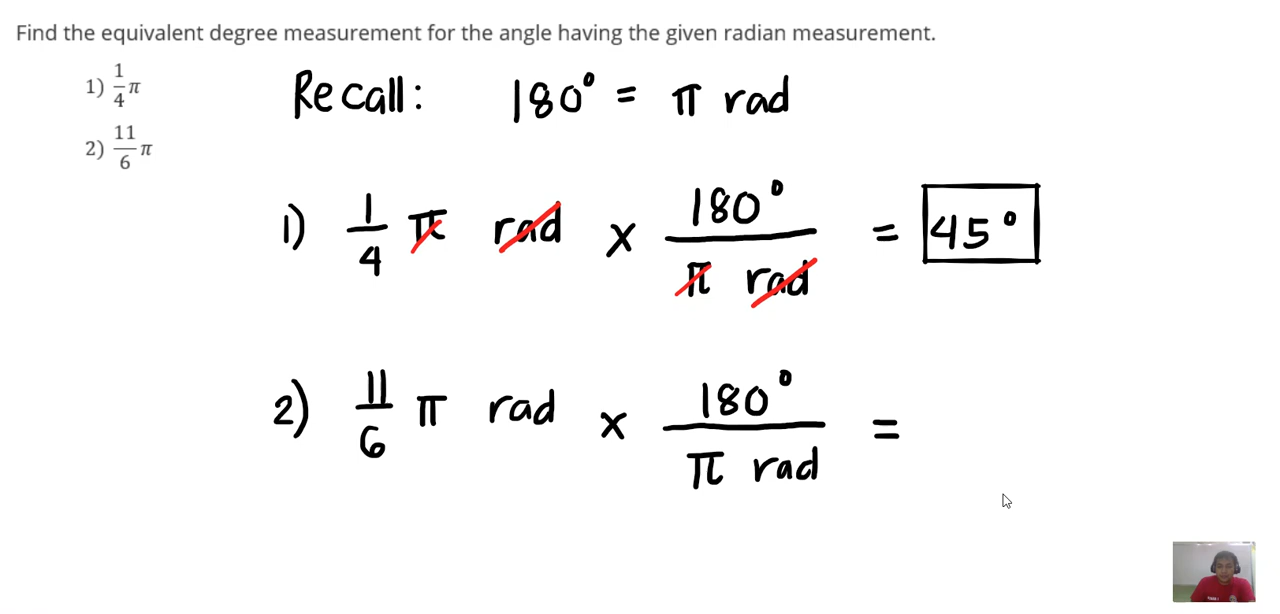 Find the equivalent degree measurement for the angle having the given radian measurement.
1) 1/4 π
2) 11/6 π
Recall: 180° = π rad
1) 1/4 π rad x 180°/π rad = 45°
2) 11/6 π rad x 180°/π rad =